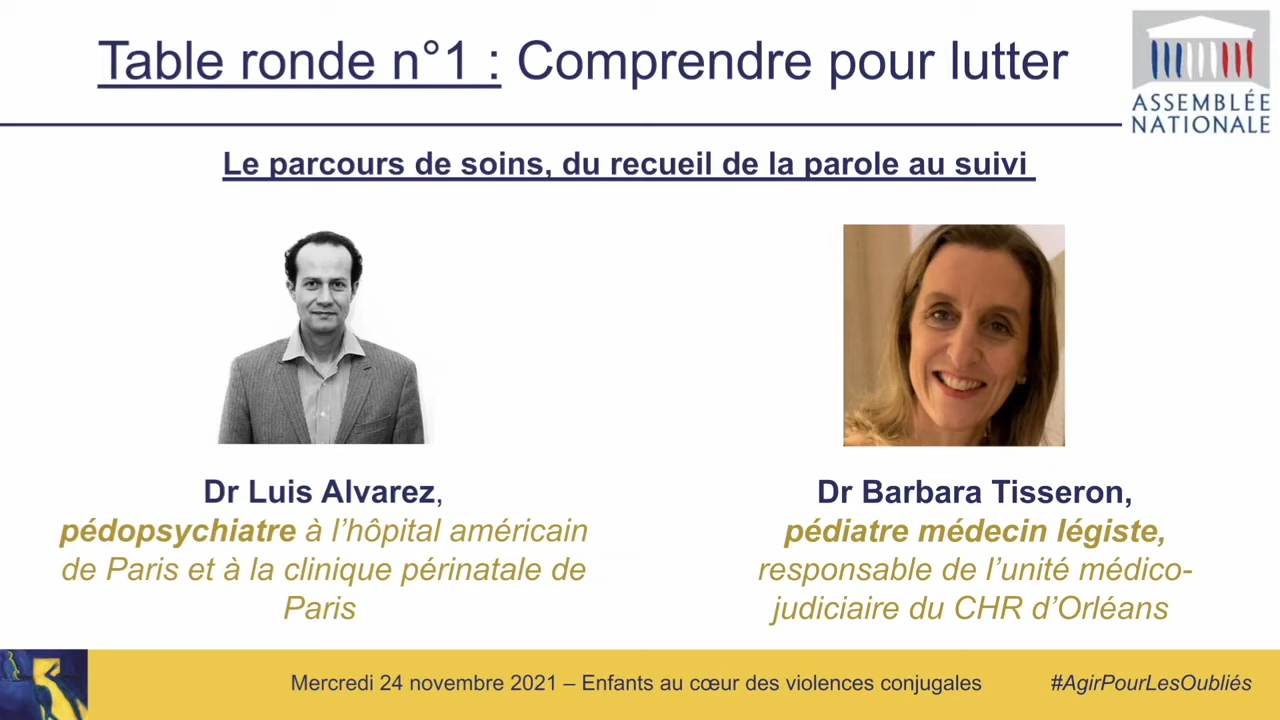 Table ronde n°1 : Comprendre pour lutter
ASSEMBLÉE
NATIONALE
Le parcours de soins, du recueil de la parole au suivi
Dr Luis Alvarez,
pédopsychiatre à l’hôpital américain
de Paris et à la clinique périnatale de
Paris
Dr Barbara Tisseron,
pédiatre médecin légiste,
responsable de l’unité médico-
judiciaire du CHR d’Orléans
Mercredi 24 novembre 2021 – Enfants au cœur des violences conjugales
#AgirPourLesOubliés